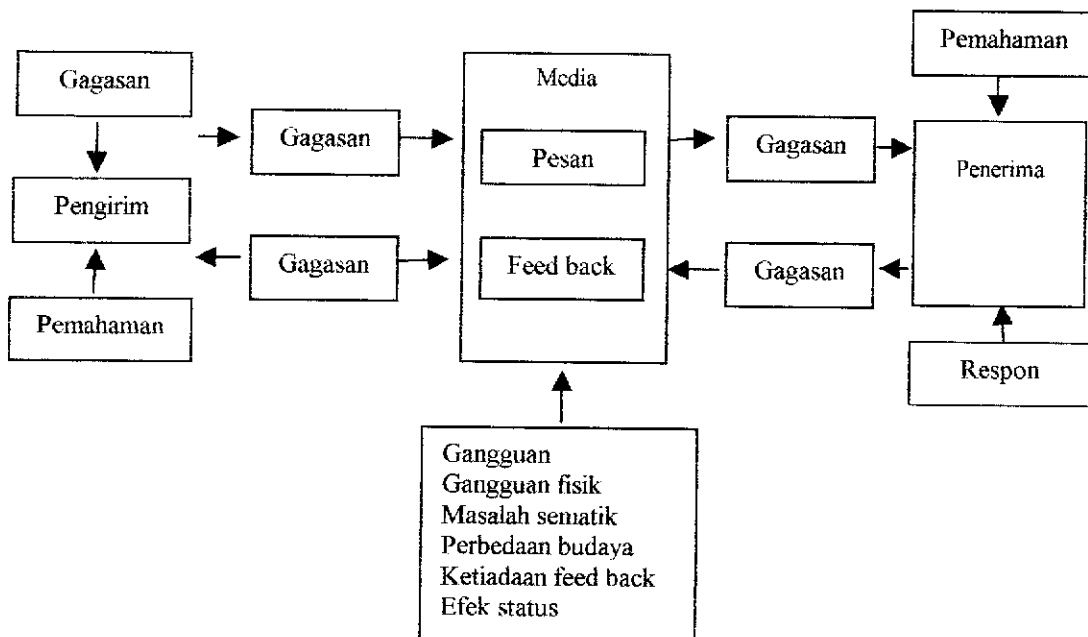 Pemahaman
Gagasan
Media
Gagasan
Gagasan
Pesan
Penerima
Pengirim
Gagasan
Feed back
Gagasan
Pemahaman
Respon
Gangguan
Gangguan fisik
Masalah sematik
Perbedaan budaya
Ketiadaan feed back
Efek status